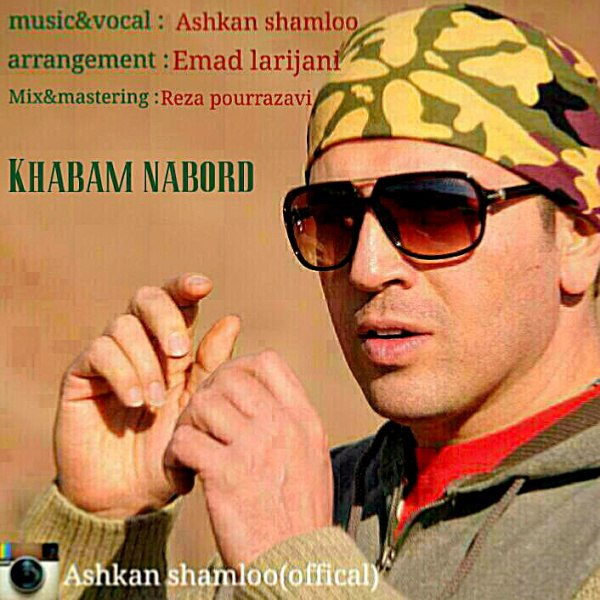 music&vocal : Ashkan shamloo
arrangement : Emad larijani
Mix&mastering : Reza pourrazavi
KHABAM NABORD
Ashkan shamloo(offical)